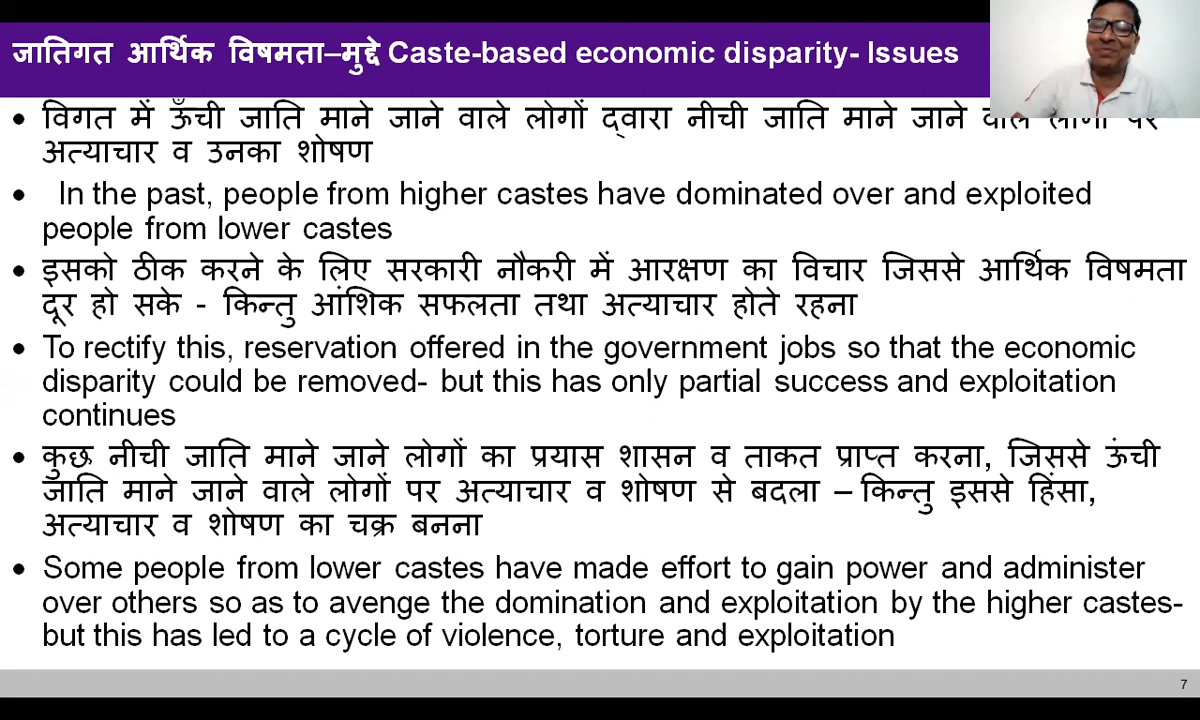 जातिगत आर्थिक विषमता–मुद्दे Caste-based economic disparity- Issues
• विगत में ऊँची जाति माने जाने वाले लोगों द्वारा नीची जाति माने जाने वाले लोगों पर
अत्याचार व उनका शोषण
• In the past, people from higher castes have dominated over and exploited
people from lower castes
• इसको ठीक करने के लिए सरकारी नौकरी में आरक्षण का विचार जिससे आर्थिक विषमता
दूर हो सके - किन्तु आंशिक सफलता तथा अत्याचार होते रहना
• To rectify this, reservation offered in the government jobs so that the economic
disparity could be removed- but this has only partial success and exploitation
continues
• कुछ नीची जाति माने जाने लोगों का प्रयास शासन व ताकत प्राप्त करना, जिससे ऊंची
जाति माने जाने वाले लोगों पर अत्याचार व शोषण से बदला – किन्तु इससे हिंसा,
अत्याचार व शोषण का चक्र बनना
• Some people from lower castes have made effort to gain power and administer
over others so as to avenge the domination and exploitation by the higher castes-
but this has led to a cycle of violence, torture and exploitation
7